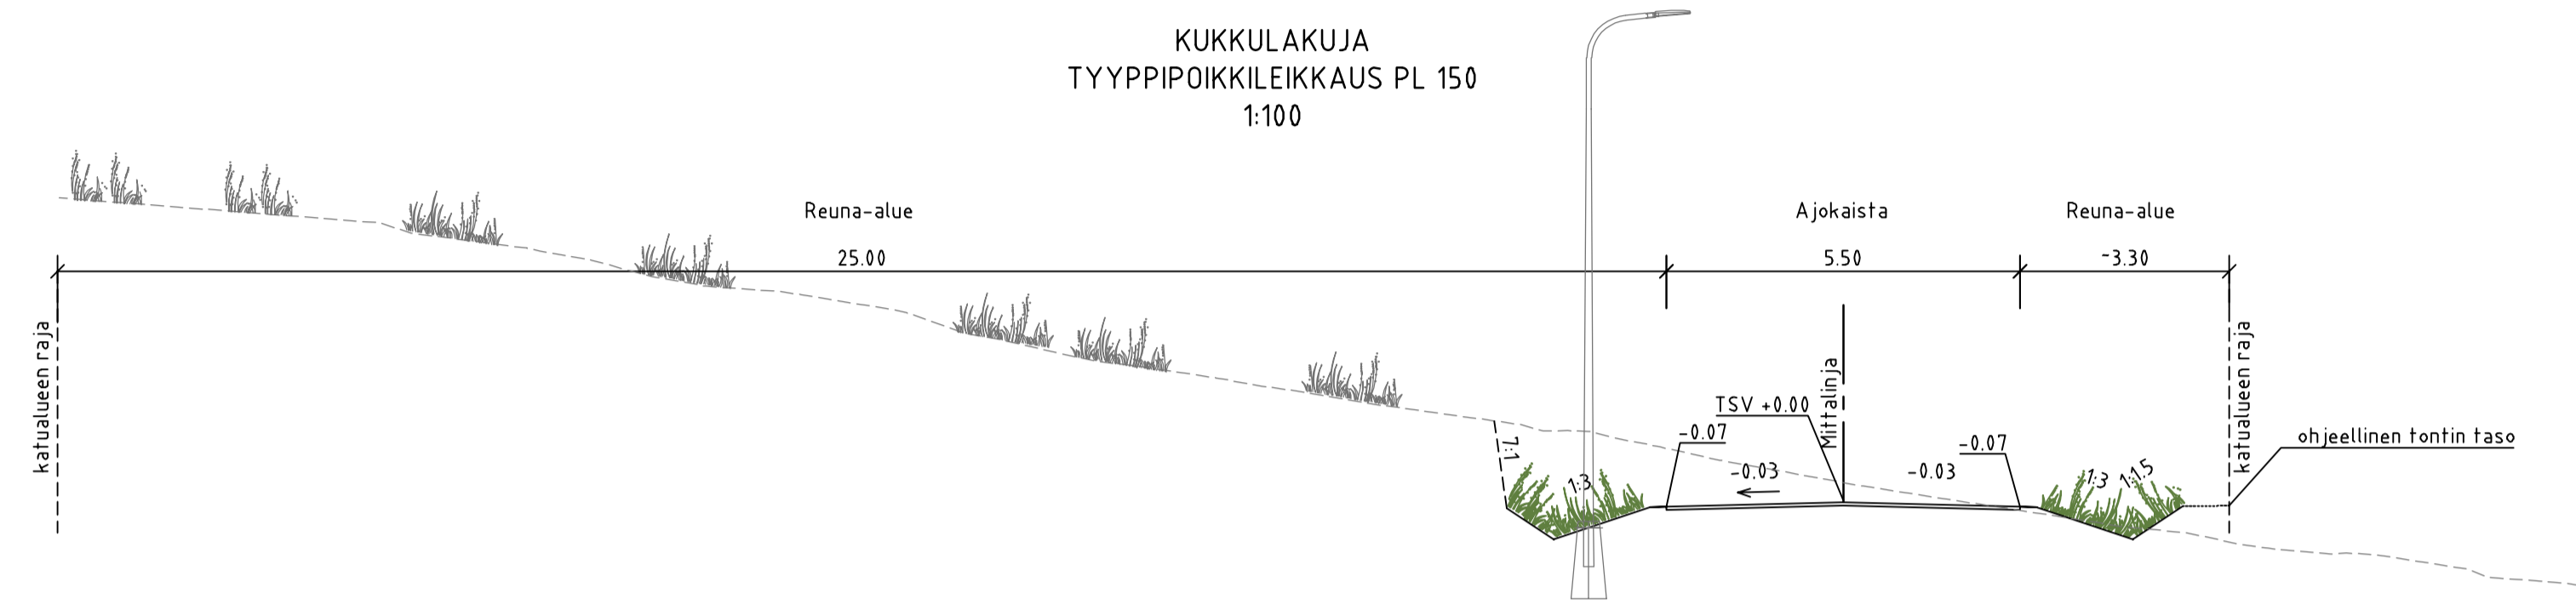 KUKKULAKUJA
TYYPPIPOIKKILEIKKAUS PL 150
1:100
Reuna-alue
Ajokaista
Reuna-alue
25.00
5.50
-3.30
katualueen raja
Mittalinja
katualueen raja
TSV +0.00
-0.07
-0.07
ohjeellinen tontin taso
7:1
1:3
-0.03
-0.03
1:3
1:1.5